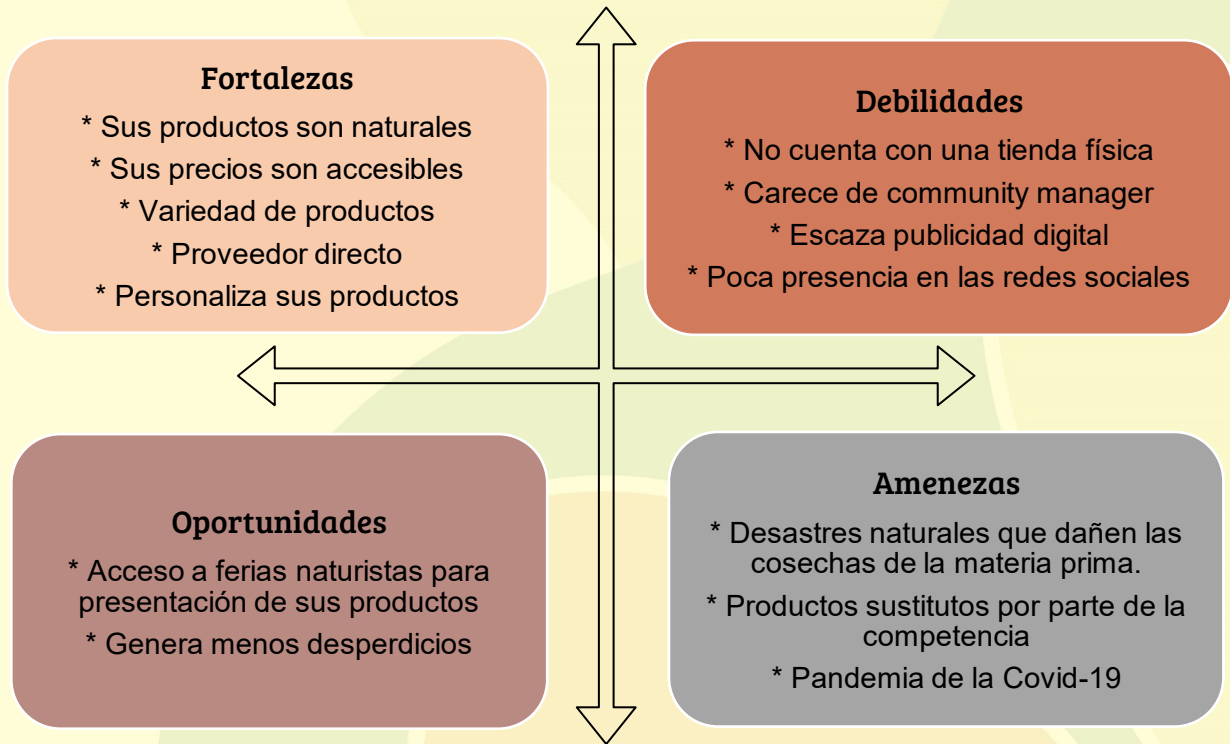 Fortalezas
* Sus productos son naturales
* Sus precios son accesibles
* Variedad de productos
* Proveedor directo
* Personaliza sus productos
Debilidades
* No cuenta con una tienda física
* Carece de community manager
* Escaza publicidad digital
* Poca presencia en las redes sociales
Oportunidades
* Acceso a ferias naturistas para
presentación de sus productos
* Genera menos desperdicios
Amenezas
* Desastres naturales que dañen las
cosechas de la materia prima.
* Productos sustitutos por parte de la
competencia
* Pandemia de la Covid-19